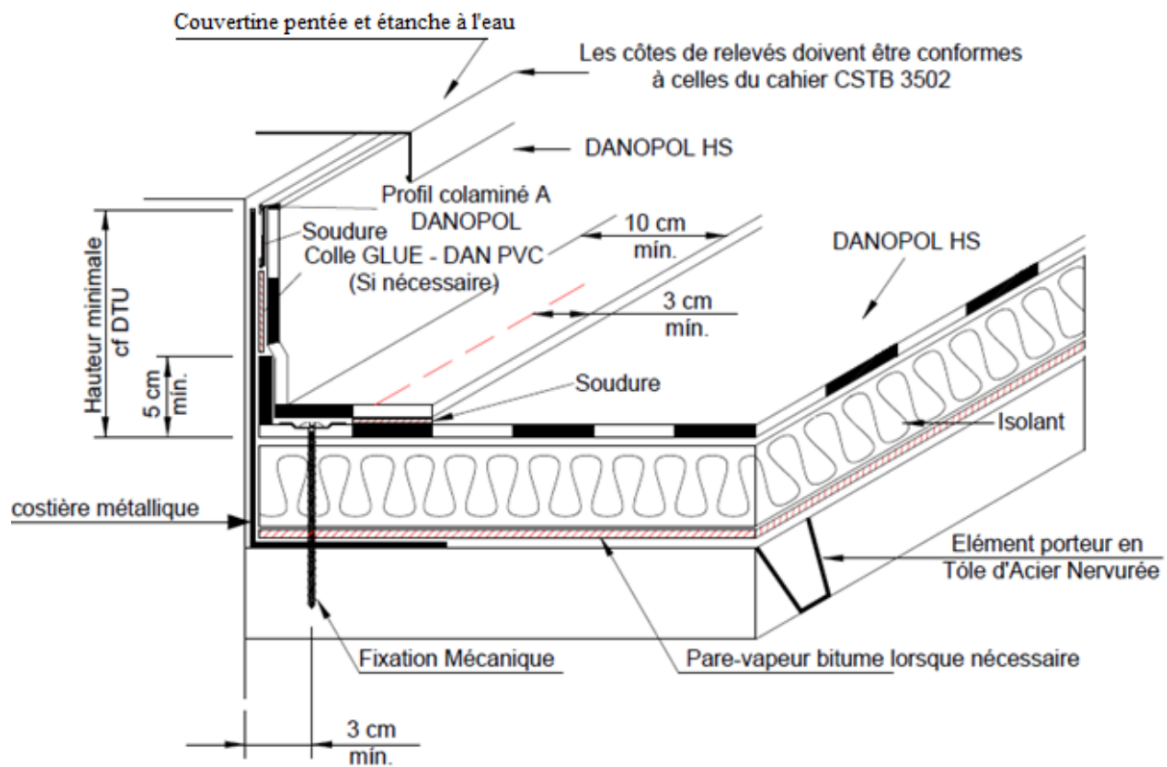 Couvertine pentée et étanche à l'eau
Les côtes de relevés doivent être conformes
à celles du cahier CSTB 3502
DANOPOL HS
Profil colaminé A
DANOPOL
Soudure
Colle GLUE - DAN PVC
(Si nécessaire)
10 cm
mín.
DANOPOL HS
3 cm
mín.
Hauteur minimale
cf DTU
5 cm
mín.
Soudure
Isolant
costière métallique
Elément porteur en
Tôle d'Acier Nervurée
Fixation Mécanique
Pare-vapeur bitume lorsque nécessaire
3 cm
mín.